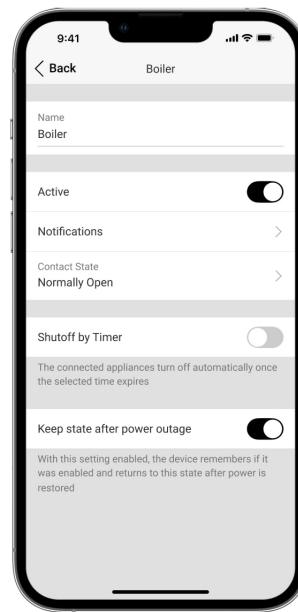 9:41
Back
Boiler
Name
Boiler
Active
Notifications
Contact State
Normally Open
Shutoff by Timer
The connected appliances turn off automatically once
the selected time expires
Keep state after power outage
With this setting enabled, the device remembers if it
was enabled and returns to this state after power is
restored